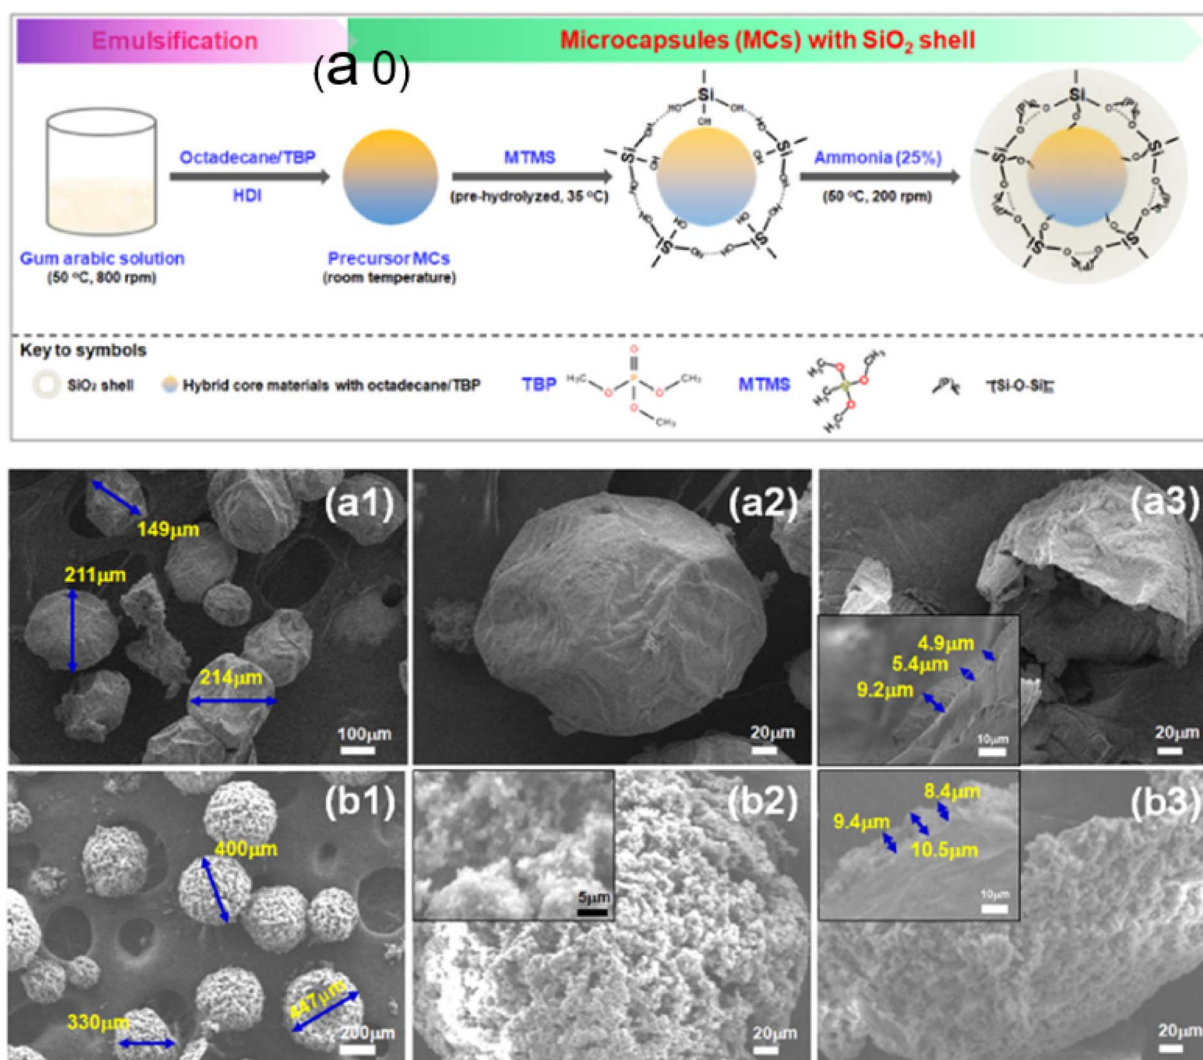 Emulsification
Microcapsules (MCs) with SiO₂ shell
(a 0)
Octadecane/TBP
HDI
MTMS
(pre-hydrolyzed, 35 °C)
Ammonia (25%)
(50 °C, 200 rpm)
Gum arabic solution
(50 °C, 800 rpm)
Precursor MCs
(room temperature)
Key to symbols
SiO₂ shell
Hybrid core materials with octadecane/TBP
TBP
H₃C
O
P
O
O
CH₃
CH₃
MTMS
(a1)
149μm
211μm
214μm
100μm
(a2)
20μm
(a3)
4.9μm
5.4μm
9.2μm
10μm
20μm
(b1)
400μm
330μm
447μm
200μm
(b2)
5μm
20μm
(b3)
8.4μm
9.4μm
10.5μm
10μm
20μm